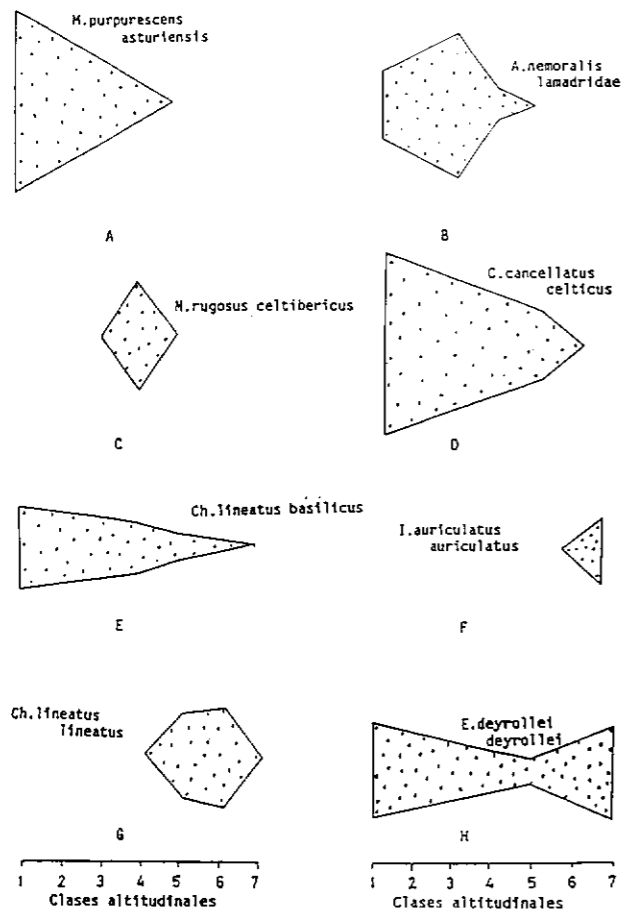 M.purpurescens
asturiensis
A
A.nemoralis
lamadridae
B
M.rugosus celtibericus
C
C.cancellatus
celticus
D
Ch.lineatus basilicus
E
I.auriculatus
auriculatus
F
Ch.lineatus
lineatus
G
E.deyrollei
deyrollei
H
1 2 3 4 5 6 7
Clases altitudinales
1 2 3 4 5 6 7
Clases altitudinales